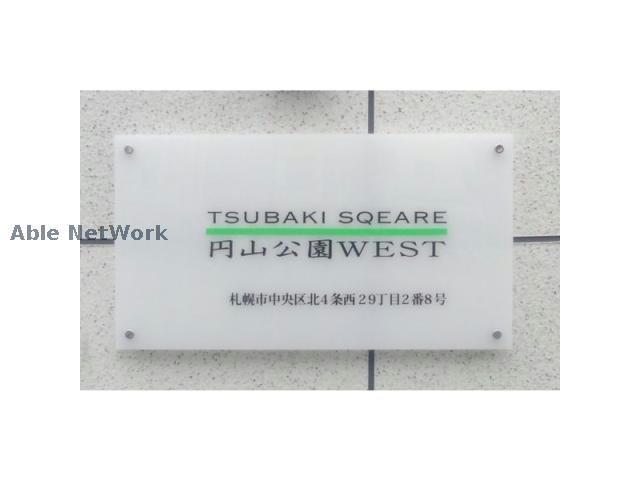 TSUBAKI SQEARE
円山公園WEST
札幌市中央区北4条西29丁目2番8号
Able NetWork